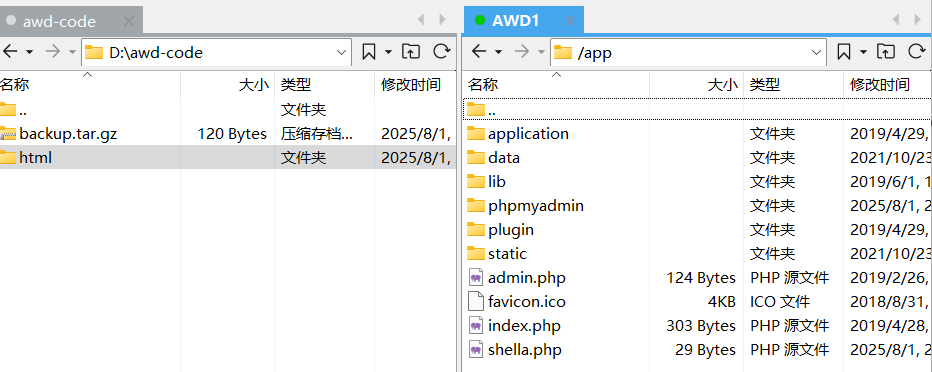 awd-code
D:\awd-code
名称 大小 类型 修改时间
.. 文件夹
backup.tar.gz 120 Bytes 压缩存档... 2025/8/1,
html 文件夹 2025/8/1,
AWD1
/app
名称 大小 类型 修改时间
..
application 文件夹 2019/4/29,
data 文件夹 2021/10/23
lib 文件夹 2019/6/1, 1
phpmyadmin 文件夹 2025/8/1, 2
plugin 文件夹 2019/4/29,
static 文件夹 2021/10/23
admin.php 124 Bytes PHP 源文件 2019/2/26,
favicon.ico 4KB ICO 文件 2018/8/31,
index.php 303 Bytes PHP 源文件 2019/4/28,
shella.php 29 Bytes PHP 源文件 2025/8/1, 2